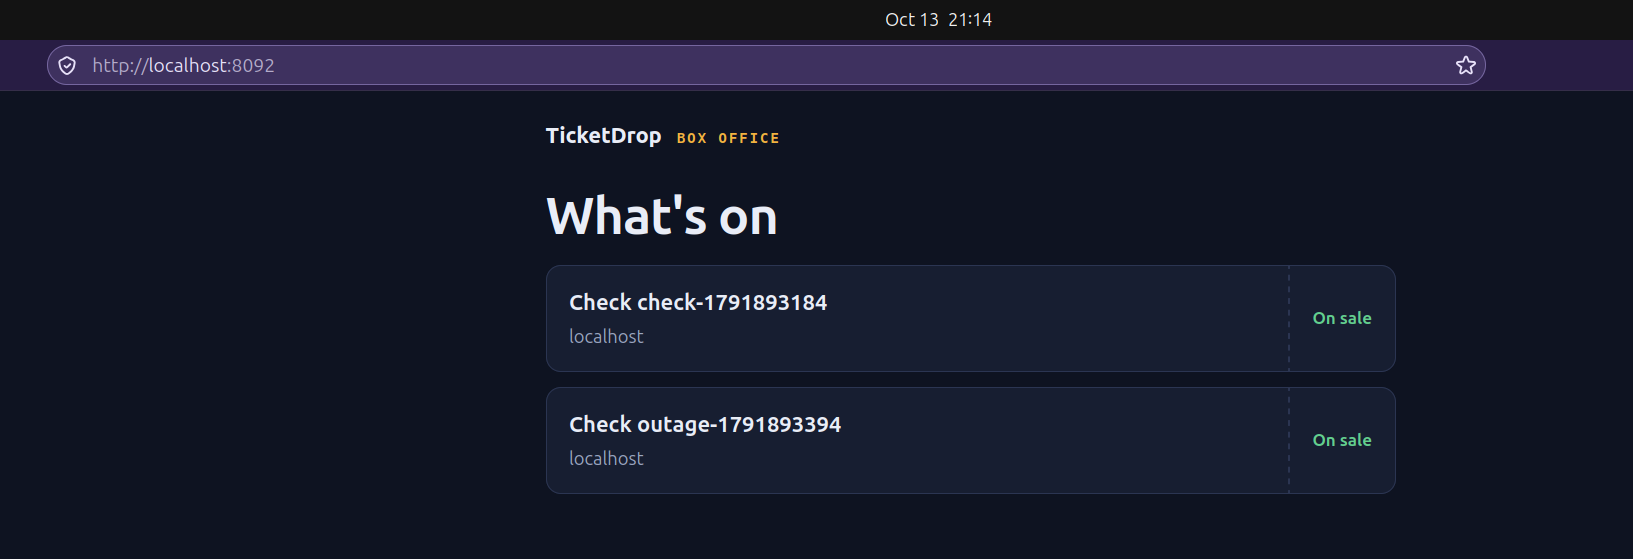 Oct 13 21:14
http://localhost:8092
TicketDrop BOX OFFICE
What's on
Check check-1791893184
localhost
On sale
Check outage-1791893394
localhost
On sale